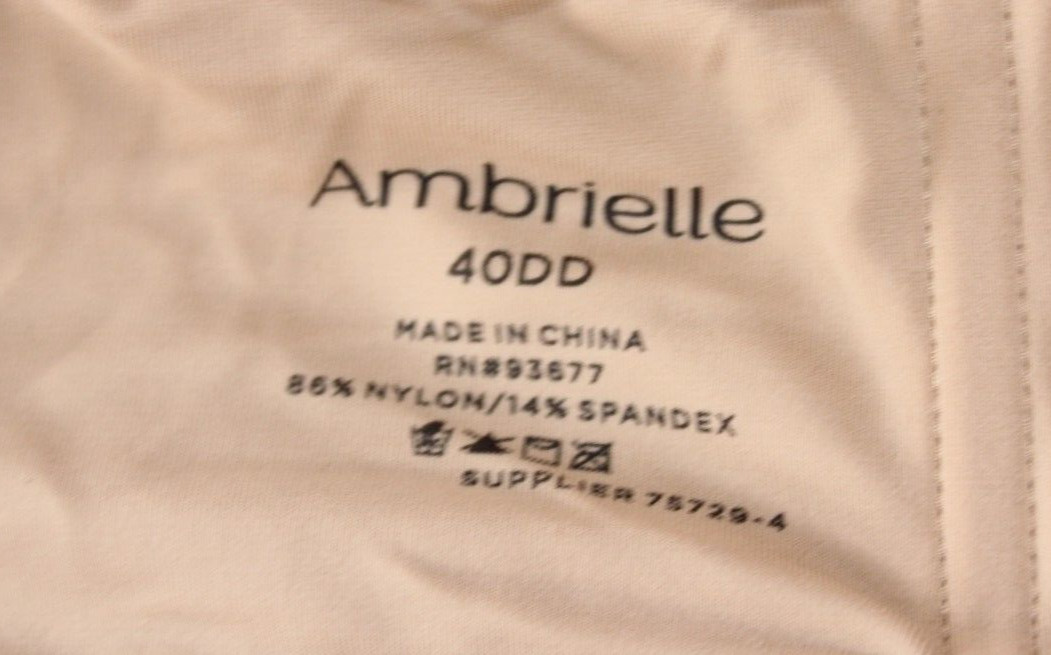 Ambrielle
40DD
MADE IN CHINA
RN#93677
86% NYLON/14% SPANDEX
SUPPLIER 75729-4